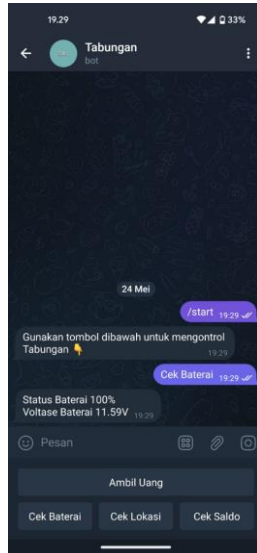 19.29
33%
Tabungan
bot
24 Mei
/start 19:29
Gunakan tombol dibawah untuk mengontrol
Tabungan 👇
19:29
Cek Baterai 19:29
Status Baterai 100%
Voltase Baterai 11.59V 19:29
Pesan
Ambil Uang
Cek Baterai Cek Lokasi Cek Saldo